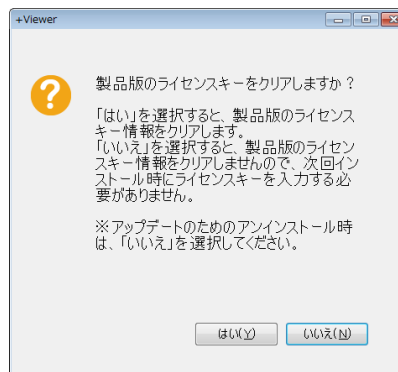 +Viewer
製品版のライセンスキーをクリアしますか？
「はい」を選択すると、製品版のライセンス
キー情報をクリアします。
「いいえ」を選択すると、製品版のライセン
スキー情報をクリアしませんので、次回イン
ストール時にライセンスキーを入力する必
要がありません。
※アップデートのためのアンインストール時
は、「いいえ」を選択してください。
はい(Y)
いいえ(N)